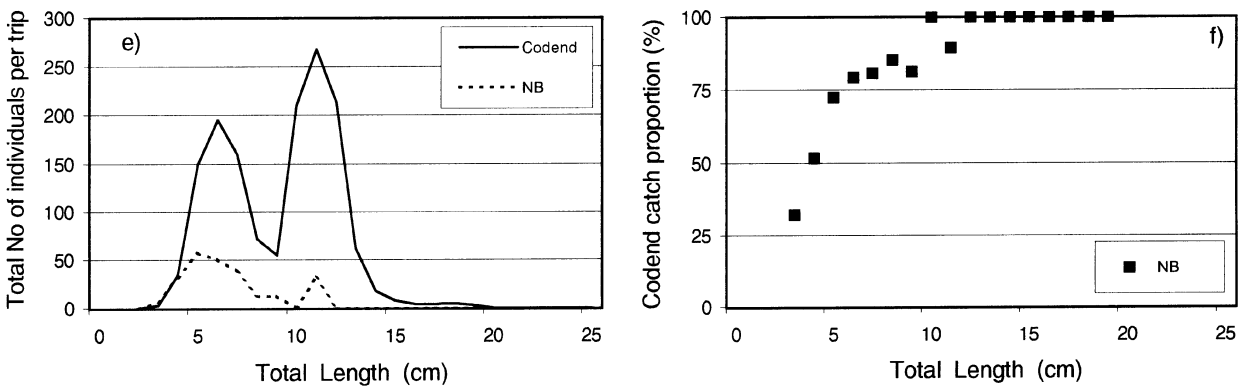 Total No of individuals per trip
300
250
200
150
100
50
0
e)
Codend
NB
0 5 10 15 20 25
Total Length (cm)
Codend catch proportion (%)
100
75
50
25
0
f)
NB
0 5 10 15 20 25
Total Length (cm)